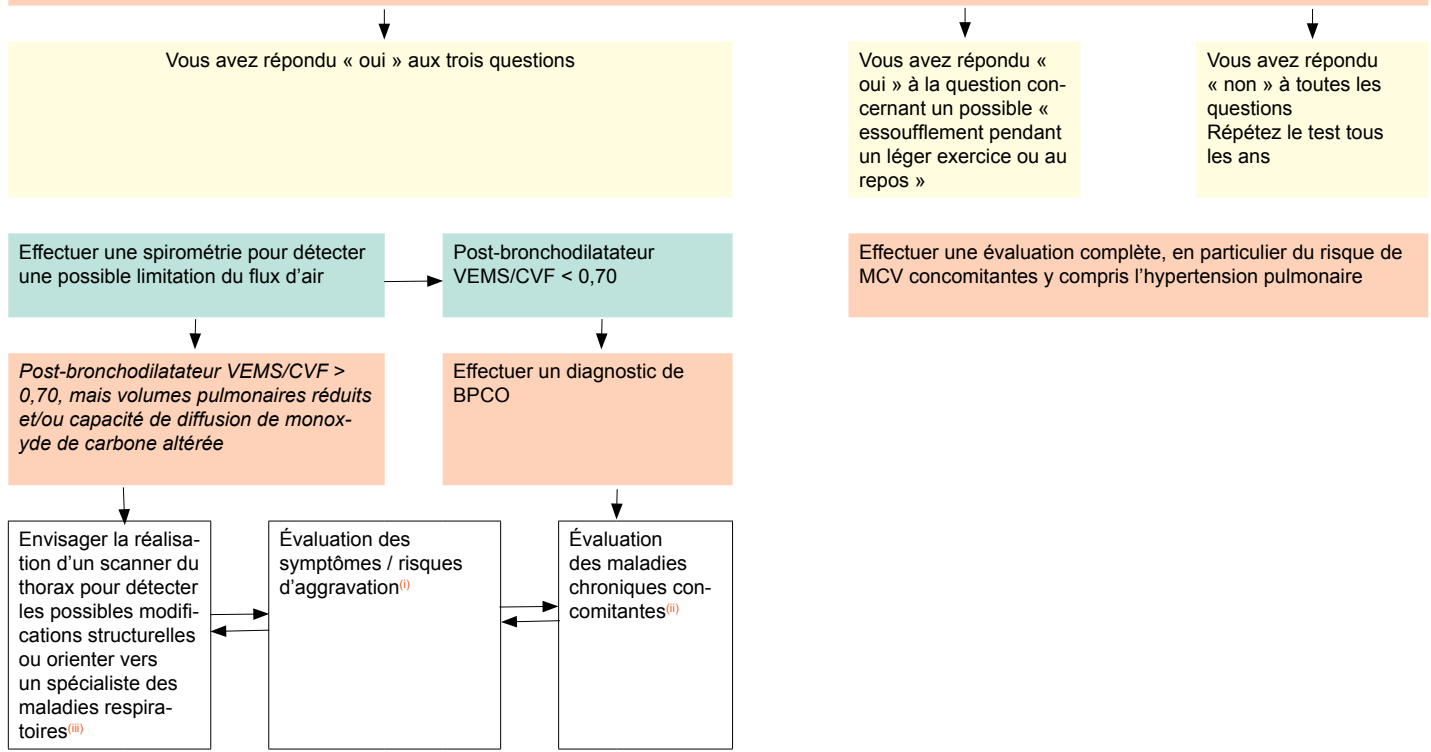 Vous avez répondu « oui » aux trois questions
Vous avez répondu «
oui » à la question con-
cernant un possible «
essoufflement pendant
un léger exercice ou au
repos »
Vous avez répondu
« non » à toutes les
questions
Répétez le test tous
les ans
Effectuer une spirométrie pour détecter
une possible limitation du flux d'air
Post-bronchodilatateur
VEMS/CVF < 0,70
Effectuer une évaluation complète, en particulier du risque de
MCV concomitantes y compris l'hypertension pulmonaire
Post-bronchodilatateur VEMS/CVF >
0,70, mais volumes pulmonaires réduits
et/ou capacité de diffusion de monox-
yde de carbone altérée
Effectuer un diagnostic de
BPCO
Envisager la réalisa-
tion d'un scanner du
thorax pour détecter
les possibles modifi-
cations structurelles
ou orienter vers
un spécialiste des
maladies respira-
toires(iii)
Évaluation des
symptômes / risques
d'aggravation(i)
Évaluation
des maladies
chroniques con-
comitantes(ii)